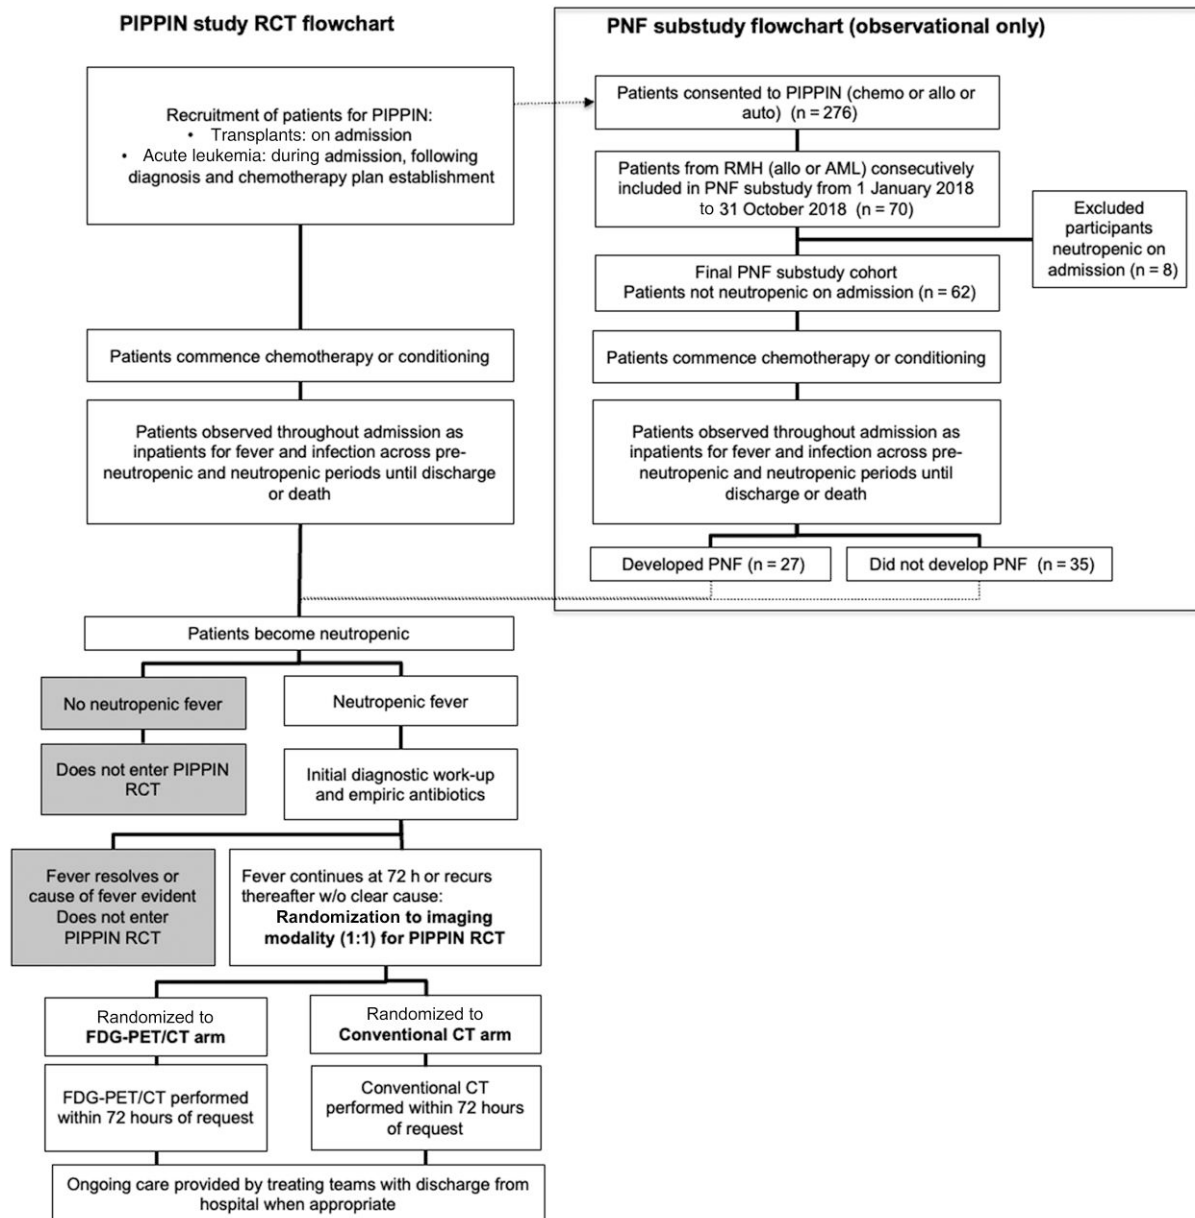 PIPPIN study RCT flowchart
Recruitment of patients for PIPPIN:
• Transplants: on admission
• Acute leukemia: during admission, following
diagnosis and chemotherapy plan establishment
Patients commence chemotherapy or conditioning
Patients observed throughout admission as
inpatients for fever and infection across pre-
neutropenic and neutropenic periods until discharge
or death
PNF substudy flowchart (observational only)
Patients consented to PIPPIN (chemo or allo or
auto) (n = 276)
Patients from RMH (allo or AML) consecutively
included in PNF substudy from 1 January 2018
to 31 October 2018 (n = 70)
Excluded
participants
neutropenic on
admission (n = 8)
Final PNF substudy cohort
Patients not neutropenic on admission (n = 62)
Patients commence chemotherapy or conditioning
Patients observed throughout admission as
inpatients for fever and infection across pre-
neutropenic and neutropenic periods until
discharge or death
Developed PNF (n = 27)
Did not develop PNF (n = 35)
Patients become neutropenic
No neutropenic fever
Neutropenic fever
Does not enter PIPPIN
RCT
Initial diagnostic work-up
and empiric antibiotics
Fever resolves or
cause of fever evident
Does not enter
PIPPIN RCT
Fever continues at 72 h or recurs
thereafter w/o clear cause:
Randomization to imaging
modality (1:1) for PIPPIN RCT
Randomized to
FDG-PET/CT arm
Randomized to
Conventional CT arm
FDG-PET/CT performed
within 72 hours of request
Conventional CT
performed within 72 hours
of request
Ongoing care provided by treating teams with discharge from
hospital when appropriate